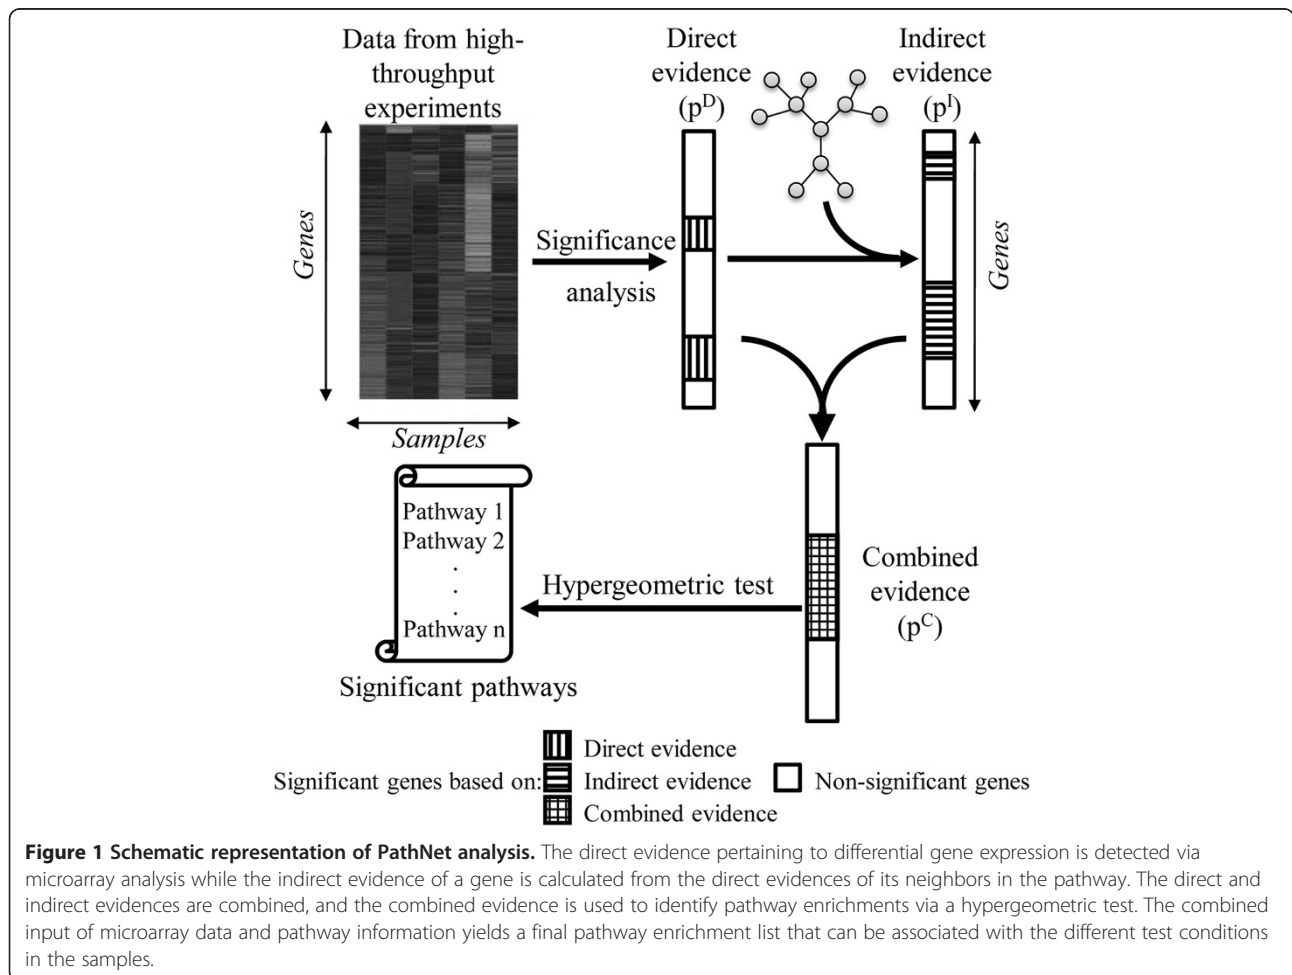 Data from high-
throughput
experiments
Direct
evidence
(p^D)
Indirect
evidence
(p^I)
Genes
Significance
analysis
Genes
Samples
Pathway 1
Pathway 2
.
.
.
Pathway n
Significant pathways
Hypergeometric test
Combined
evidence
(p^C)
Significant genes based on:
Direct evidence
Indirect evidence
Combined evidence
Non-significant genes
Figure 1 Schematic representation of PathNet analysis. The direct evidence pertaining to differential gene expression is detected via
microarray analysis while the indirect evidence of a gene is calculated from the direct evidences of its neighbors in the pathway. The direct and
indirect evidences are combined, and the combined evidence is used to identify pathway enrichments via a hypergeometric test. The combined
input of microarray data and pathway information yields a final pathway enrichment list that can be associated with the different test conditions
in the samples.